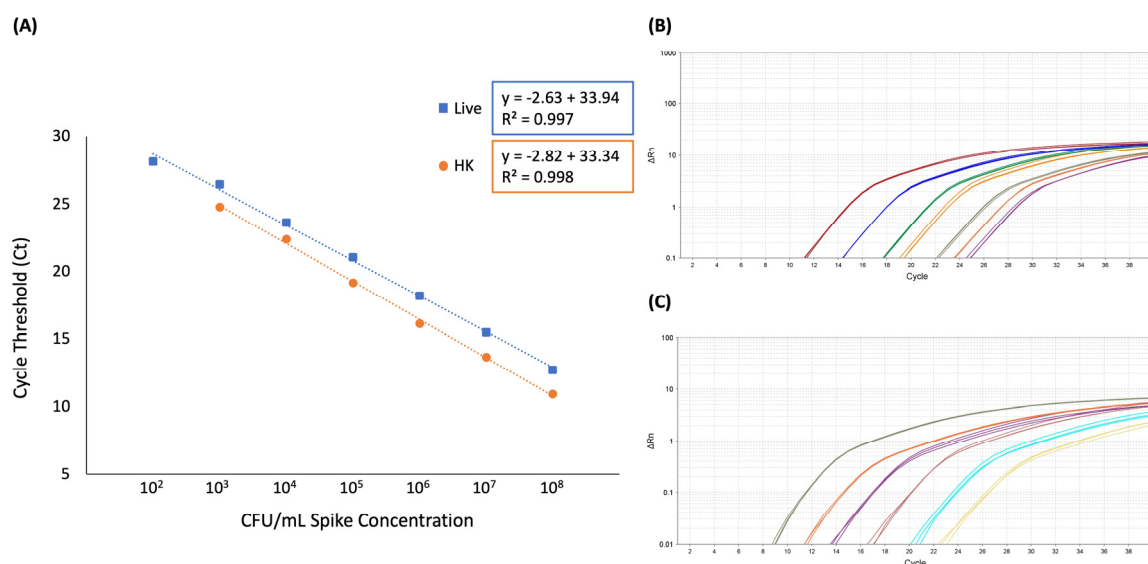 (A)
Live
y = -2.63 + 33.94
R² = 0.997
HK
y = -2.82 + 33.34
R² = 0.998
Cycle Threshold (Ct)
30
25
20
15
10
5
10² 10³ 10⁴ 10⁵ 10⁶ 10⁷ 10⁸
CFU/mL Spike Concentration
(B)
ΔRn
1000
100
10
1
0.1
2 4 6 8 10 12 14 16 18 20 22 24 26 28 30 32 34 36 38
Cycle
(C)
ΔRn
100
10
1
0.1
0.01
2 4 6 8 10 12 14 16 18 20 22 24 26 28 30 32 34 36 38
Cycle